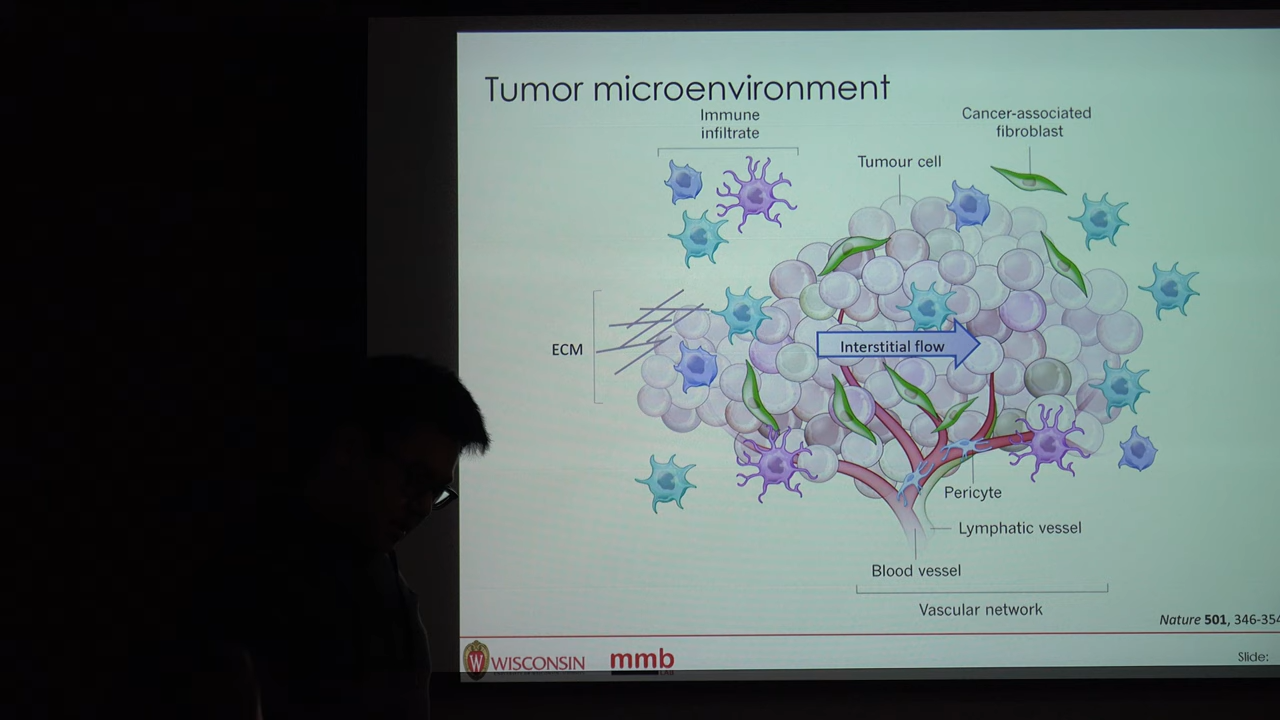 Tumor microenvironment
Immune
infiltrate
Cancer-associated
fibroblast
Tumour cell
ECM
Interstitial flow
Pericyte
Lymphatic vessel
Blood vessel
Vascular network
Nature 501, 346-354
W WISCONSIN
mmb
Slide: